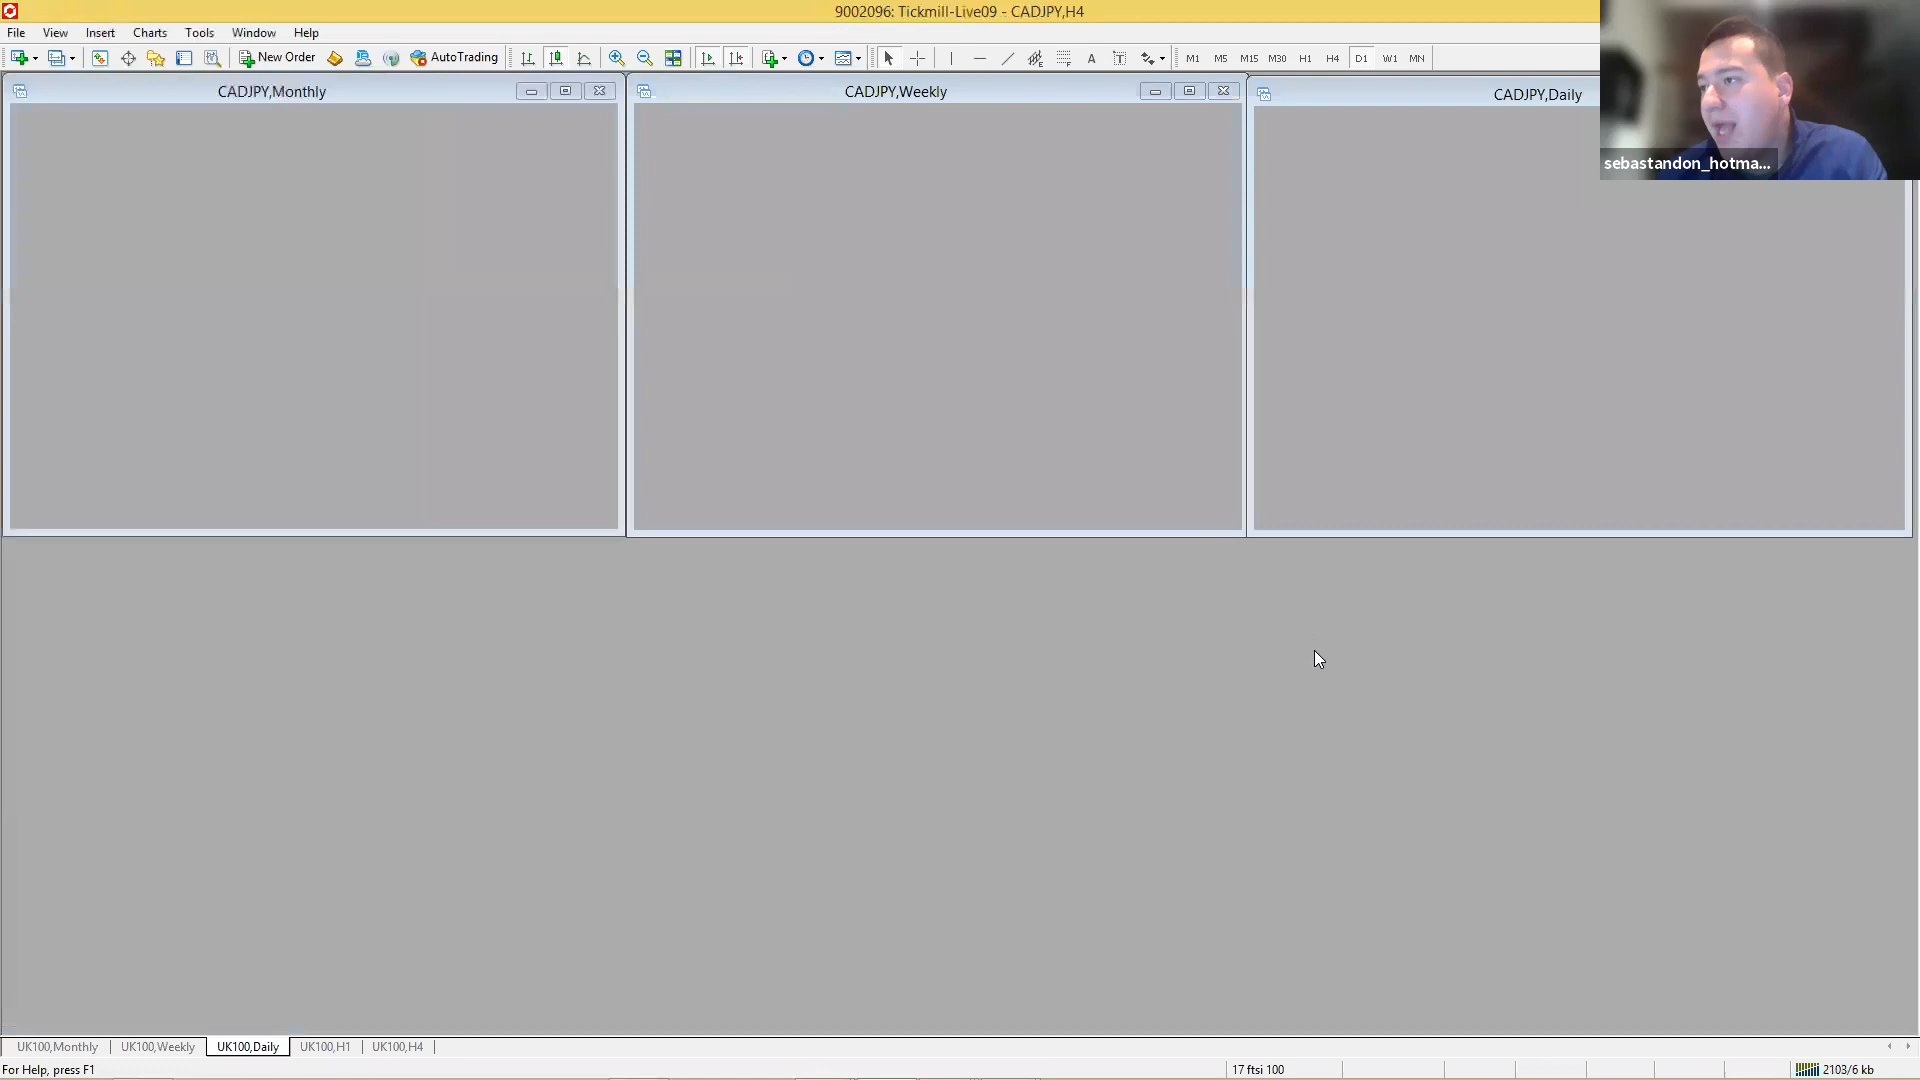 9002096: Tickmill-Live09 - CADJPY,H4
File View Insert Charts Tools Window Help
New Order AutoTrading A T M1 M5 M15 M30 H1 H4 D1 W1 MN
CADJPY,Monthly
CADJPY,Weekly
CADJPY,Daily
sebastandon_hotma...
UK100,Monthly UK100,Weekly UK100,Daily UK100,H1 UK100,H4
For Help, press F1
17 ftsi 100
2103/6 kb